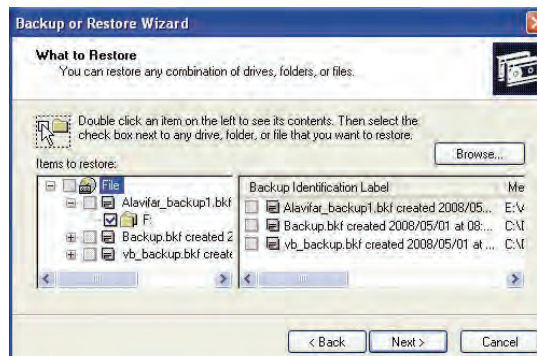 Backup or Restore Wizard
What to Restore
You can restore any combination of drives, folders, or files.
Double click an item on the left to see its contents. Then select the
check box next to any drive, folder, or file that you want to restore.
Browse...
Items to restore:
File
Alavifar_backup1.bkf
F:
Backup.bkf created 2
vb_backup.bkf create
Backup Identification Label Me
Alavifar_backup1.bkf created 2008/05... E:\
Backup.bkf created 2008/05/01 at 08:... C:\
vb_backup.bkf created 2008/05/01 at ... C:\
< Back Next > Cancel